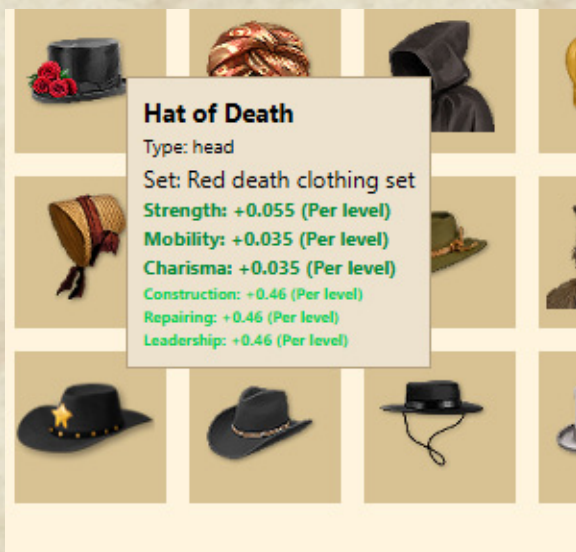 Hat of Death
Type: head
Set: Red death clothing set
Strength: +0.055 (Per level)
Mobility: +0.035 (Per level)
Charisma: +0.035 (Per level)
Construction: +0.46 (Per level)
Repairing: +0.46 (Per level)
Leadership: +0.46 (Per level)